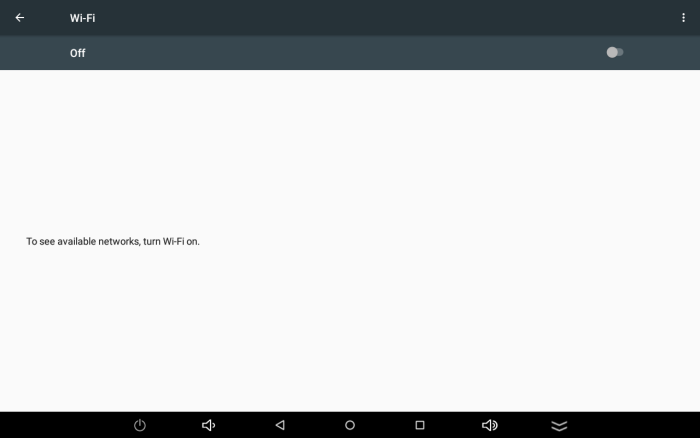 Wi-Fi
Off
To see available networks, turn Wi-Fi on.